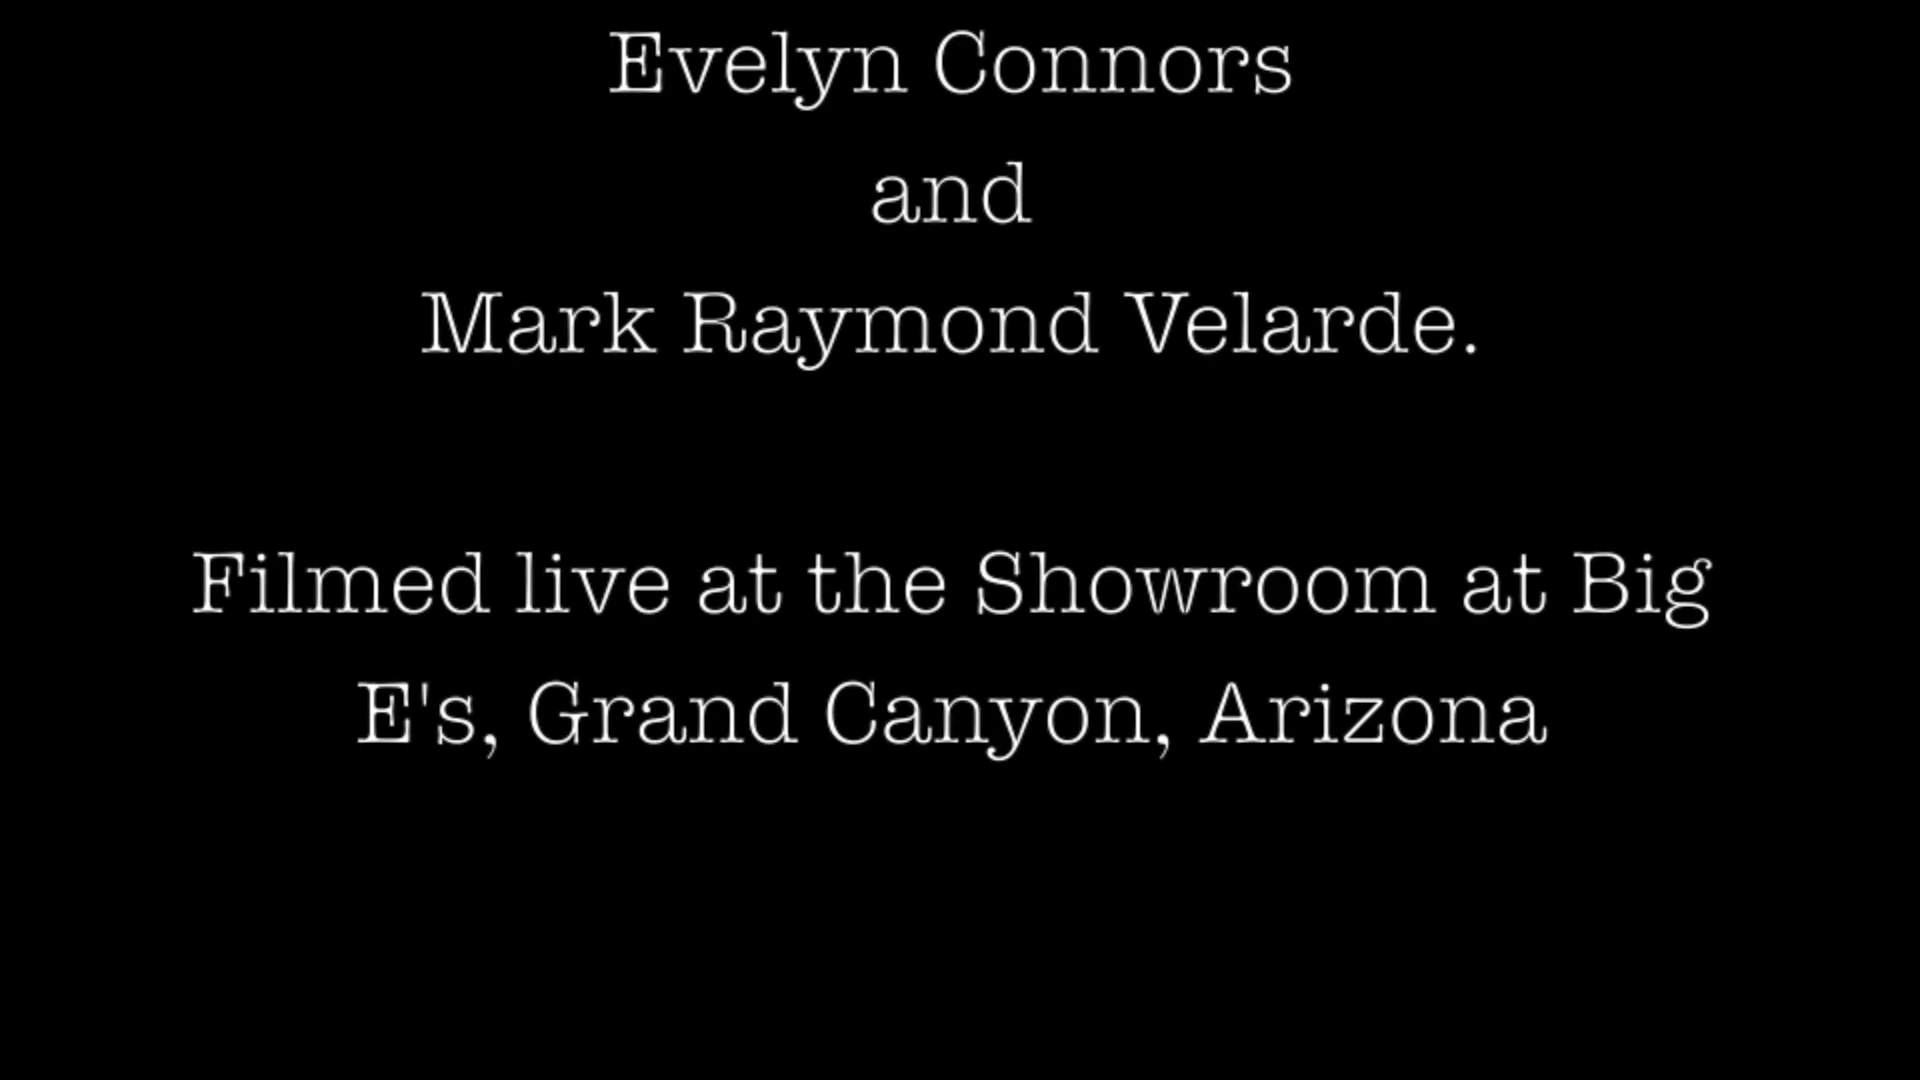 Evelyn Connors
and
Mark Raymond Velarde.
Filmed live at the Showroom at Big
E's, Grand Canyon, Arizona